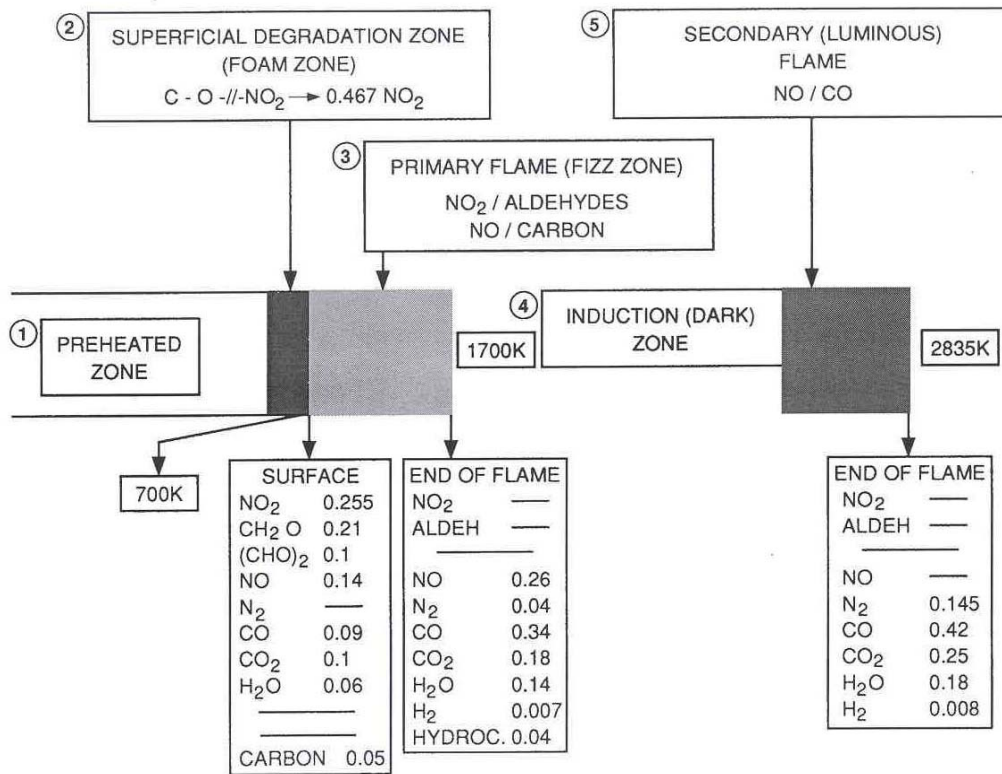 ②
SUPERFICIAL DEGRADATION ZONE
(FOAM ZONE)
C - O -//-NO₂ → 0.467 NO₂
⑤
SECONDARY (LUMINOUS)
FLAME
NO / CO
③
PRIMARY FLAME (FIZZ ZONE)
NO₂ / ALDEHYDES
NO / CARBON
①
PREHEATED
ZONE
1700K
④
INDUCTION (DARK)
ZONE
2835K
700K
SURFACE
NO₂ 0.255
CH₂ O 0.21
(CHO)₂ 0.1
NO 0.14
N₂ —
CO 0.09
CO₂ 0.1
H₂O 0.06
CARBON 0.05
END OF FLAME
NO₂ —
ALDEH —
NO 0.26
N₂ 0.04
CO 0.34
CO₂ 0.18
H₂O 0.14
H₂ 0.007
HYDROC. 0.04
END OF FLAME
NO₂ —
ALDEH —
NO —
N₂ 0.145
CO 0.42
CO₂ 0.25
H₂O 0.18
H₂ 0.008